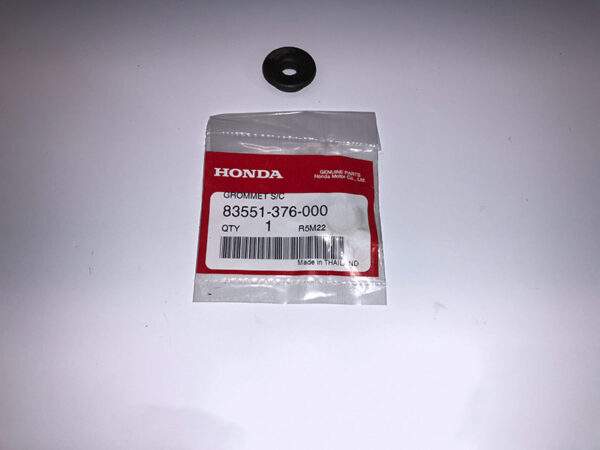 HONDA
GENUINE PARTS
Honda Motor Co., Ltd.
GROMMET S/C
83551-376-000
QTY 1 R5M22
Made in THAILAND